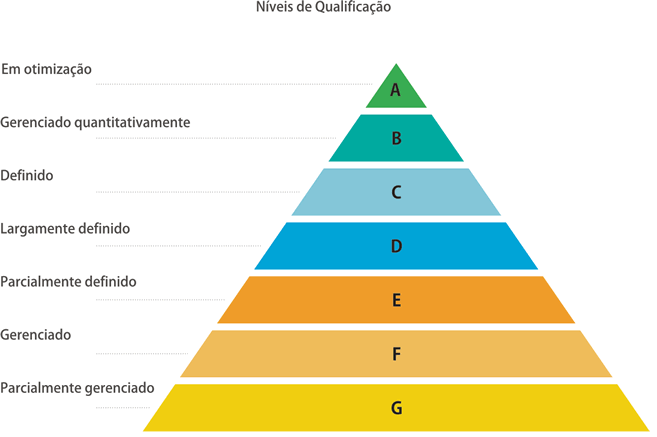 Níveis de Qualificação
Em otimização
A
Gerenciado quantitativamente
B
Definido
C
Largamente definido
D
Parcialmente definido
E
Gerenciado
F
Parcialmente gerenciado
G